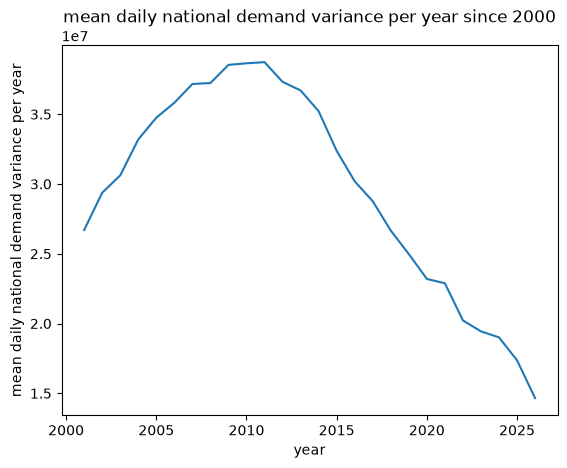 mean daily national demand variance per year since 2000
1e7
mean daily national demand variance per year
3.5
3.0
2.5
2.0
1.5
2000 2005 2010 2015 2020 2025
year